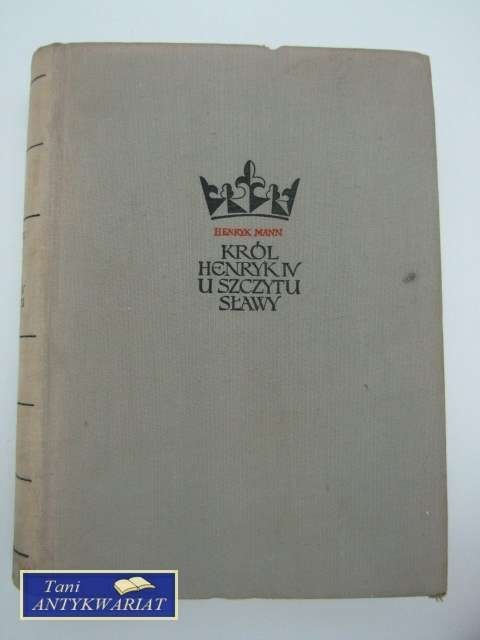 HENRYK MANN
KRÓL
HENRYK IV
U SZCZYTU
SŁAWY
Tani
ANTYKWARIAT